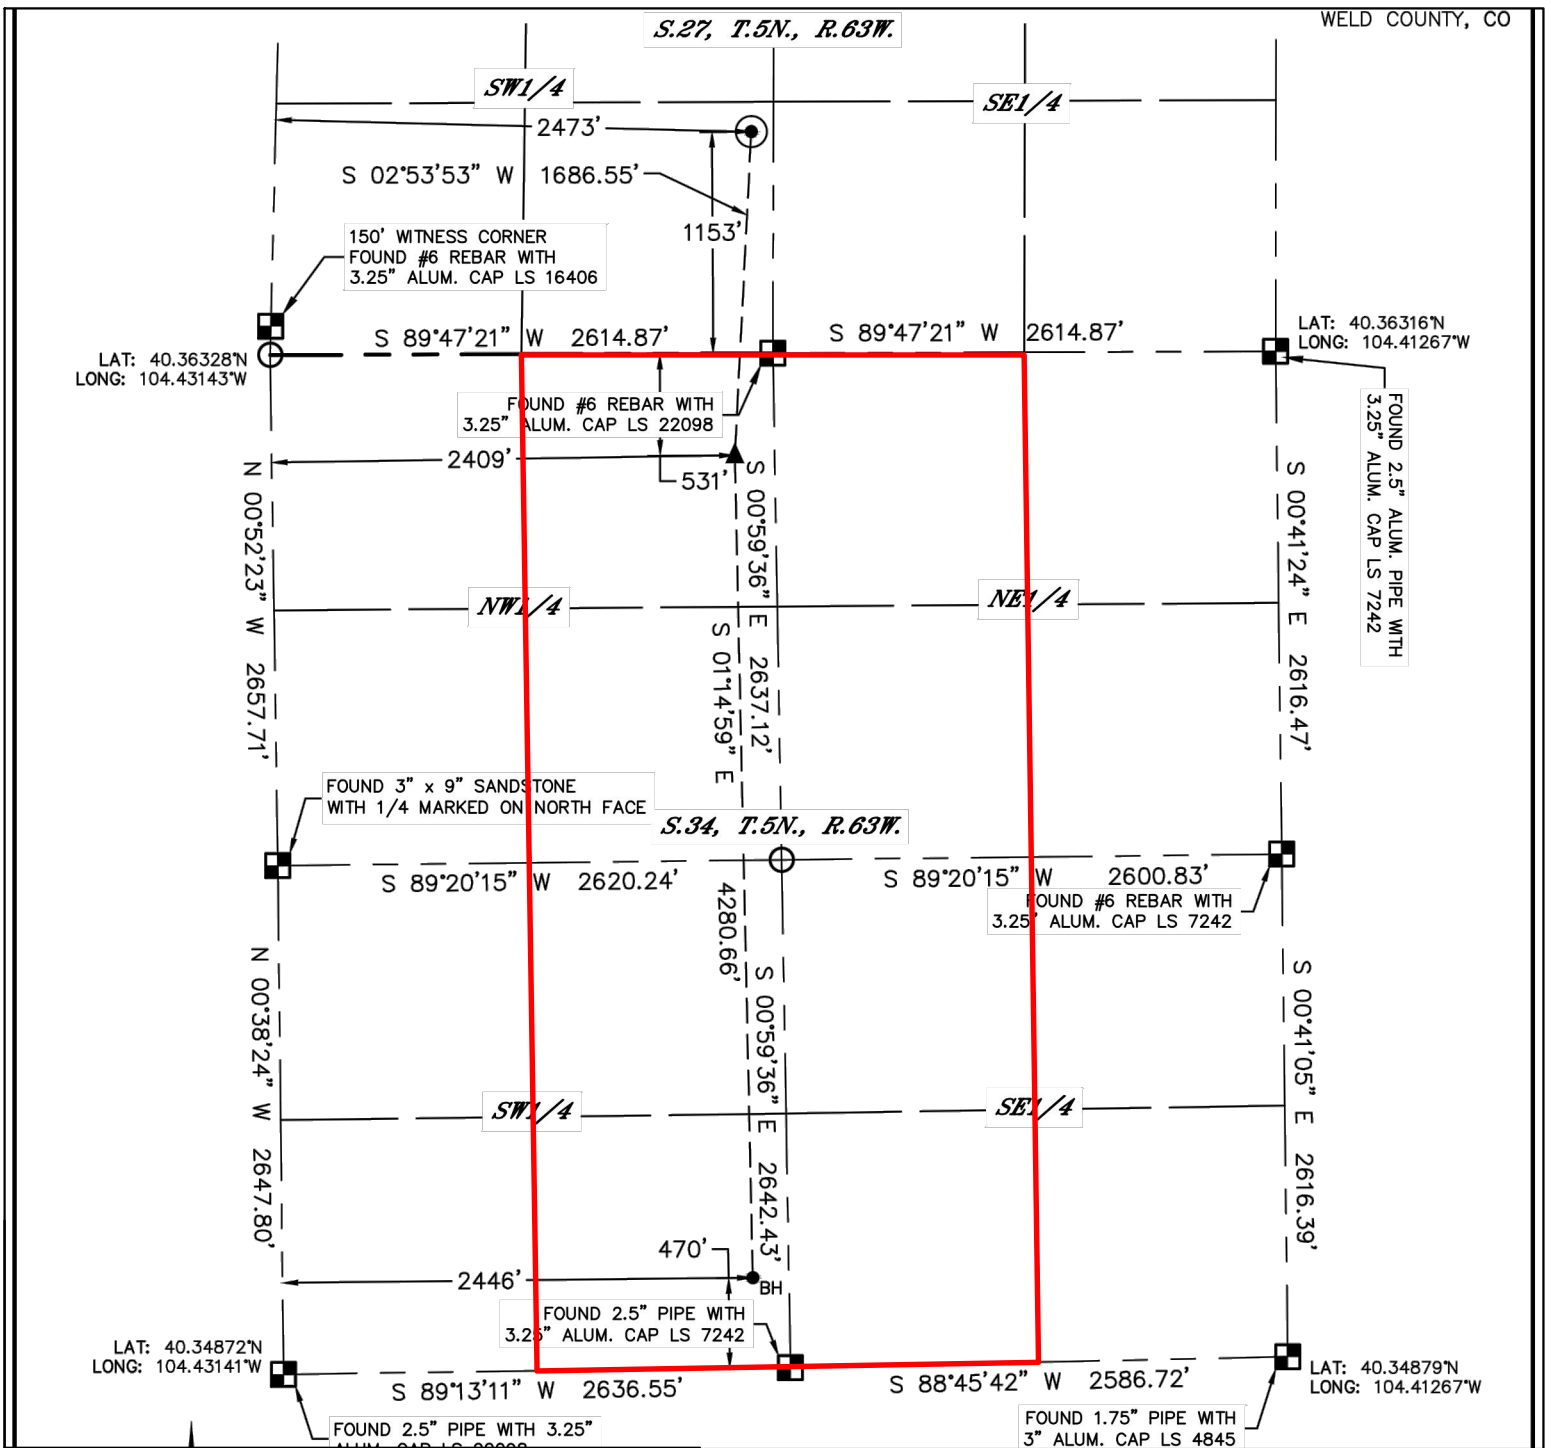 WELD COUNTY, CO
S.27, T.5N., R.63W.
SW1/4
SE1/4
2473'
S 02°53'53" W 1686.55'
1153'
150' WITNESS CORNER
FOUND #6 REBAR WITH
3.25" ALUM. CAP LS 16406
S 89°47'21" W 2614.87'
S 89°47'21" W 2614.87'
LAT: 40.36316°N
LONG: 104.41267°W
LAT: 40.36328°N
LONG: 104.43143°W
FOUND #6 REBAR WITH
3.25" ALUM. CAP LS 22098
FOUND 2.5" ALUM. PIPE WITH
3.25" ALUM. CAP LS 7242
2409'
531'
N 00°52'23" W 2657.71'
S 00°59'36" E 2637.12'
S 01°14'59" E
4280.66'
S 00°41'24" E 2616.47'
NW1/4
NE1/4
FOUND 3" x 9" SANDSTONE
WITH 1/4 MARKED ON NORTH FACE
S.34, T.5N., R.63W.
S 89°20'15" W 2620.24'
S 89°20'15" W 2600.83'
FOUND #6 REBAR WITH
3.25' ALUM. CAP LS 7242
N 00°38'24" W 2647.80'
S 00°59'36" E 2642.43'
S 00°41'05" E 2616.39'
SW1/4
SE1/4
470'
2446'
BH
FOUND 2.5" PIPE WITH
3.25" ALUM. CAP LS 7242
LAT: 40.34872°N
LONG: 104.43141°W
S 89°13'11" W 2636.55'
S 88°45'42" W 2586.72'
LAT: 40.34879°N
LONG: 104.41267°W
FOUND 2.5" PIPE WITH 3.25"
ALUM. CAP LS
FOUND 1.75" PIPE WITH
3" ALUM. CAP LS 4845